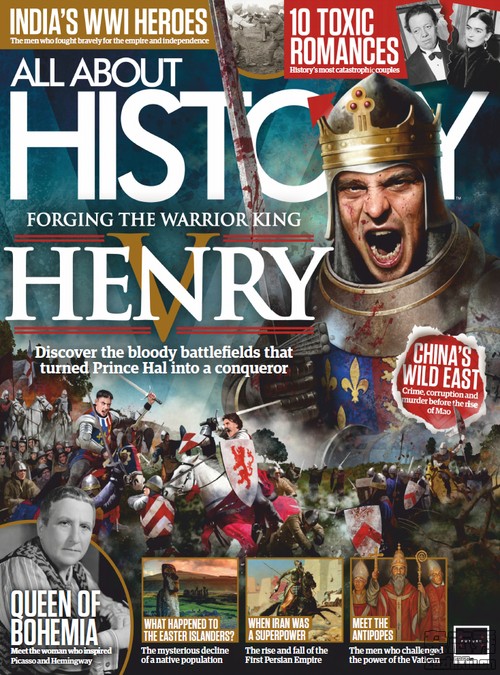 INDIA'S WWI HEROES
The men who fought bravely for the empire and independence
10 TOXIC
ROMANCES
History's most catastrophic couples
ALL ABOUT
HISTORY
FORGING THE WARRIOR KING
HENRY
V
Discover the bloody battlefields that
turned Prince Hal into a conqueror
CHINA'S
WILD EAST
Crime, corruption and
murder before the rise
of Mao
QUEEN OF
BOHEMIA
Meet the woman who inspired
Picasso and Hemingway
WHAT HAPPENED TO
THE EASTER ISLANDERS?
The mysterious decline
of a native population
WHEN IRAN WAS
A SUPERPOWER
The rise and fall of the
First Persian Empire
MEET THE
ANTIPOPES
The men who challenged
the power of the Vatican
FUTURE